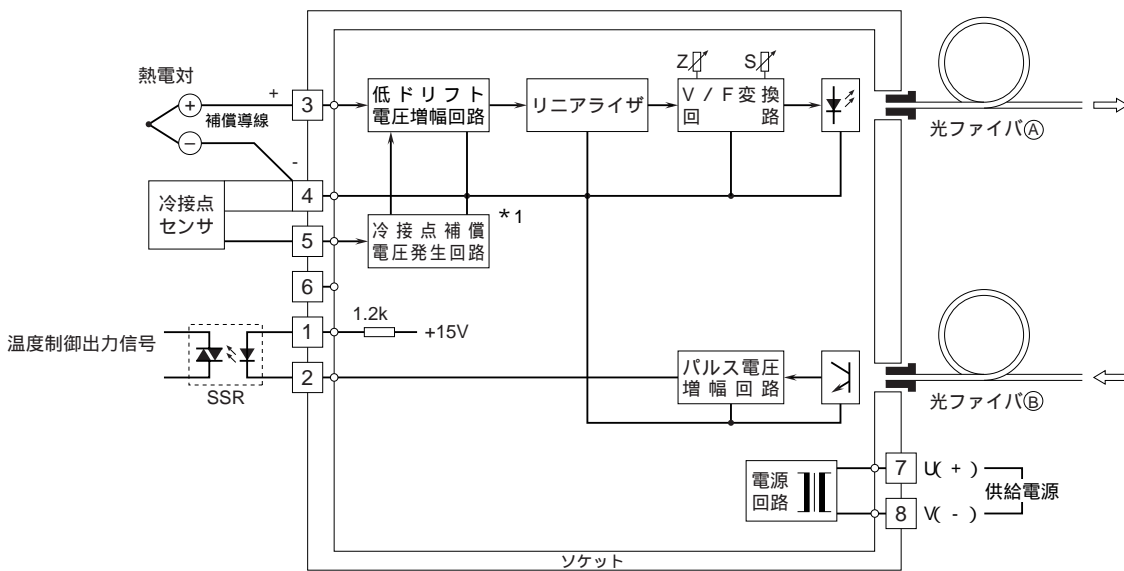 熱電対
+
−
+
補償導線
-
3
低ドリフト
電圧増幅回路
リニアライザ
Z
S
V/F変換
回路
光ファイバⒶ
4
冷接点
センサ
5
*1
冷接点補償
電圧発生回路
6
温度制御出力信号
SSR
1
1.2k
+15V
2
パルス電圧
増幅回路
光ファイバⒷ
電源
回路
7
U(+)
供給電源
8
V(-)
ソケット